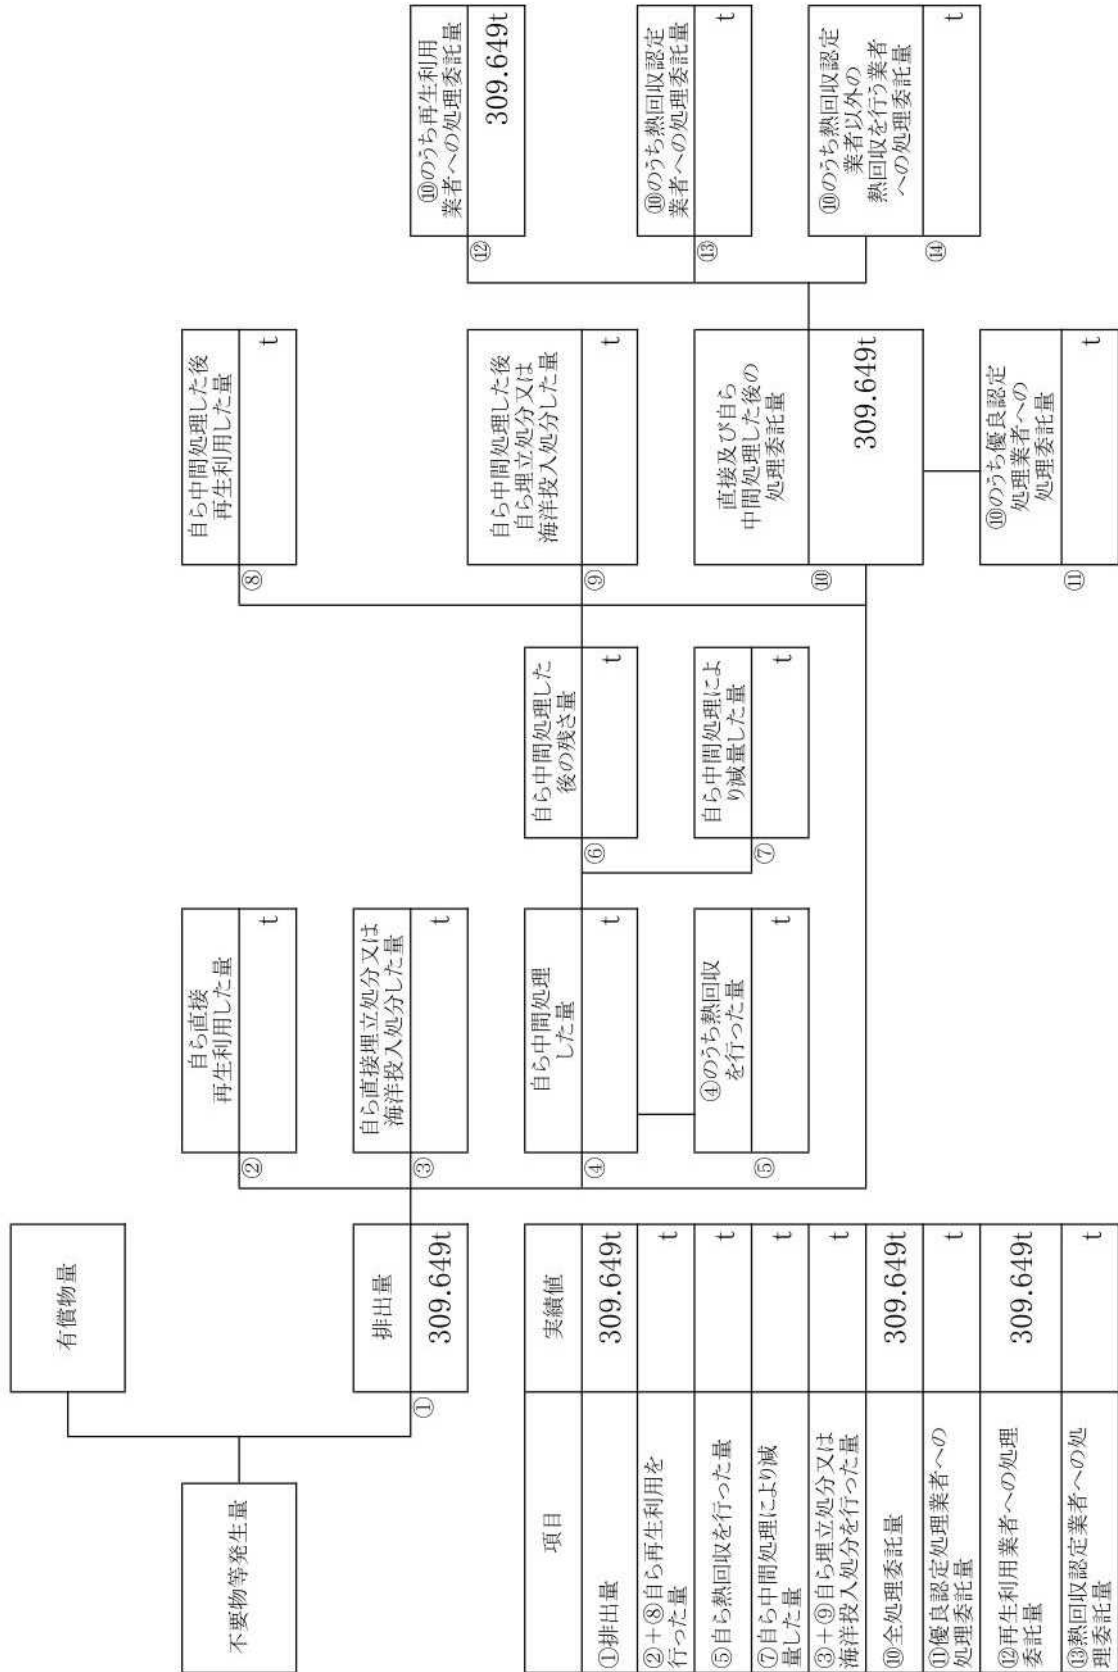 不要物等発生量
有償物量
①
排出量
309.649t
②
自ら直接
再生利用した量
t
③
自ら直接埋立処分又は
海洋投入処分した量
t
④
自ら中間処理
した量
t
⑤
④のうち熱回収
を行った量
t
⑥
自ら中間処理した
後の残さ量
t
⑦
自ら中間処理によ
り減量した量
t
⑧
自ら中間処理した後
再生利用した量
t
⑨
自ら中間処理した後
自ら埋立処分又は
海洋投入処分した量
t
⑩
直接及び自ら
中間処理した後の
処理委託量
309.649t
⑪
⑩のうち優良認定
処理業者への
処理委託量
t
⑫
⑩のうち再生利用
業者への処理委託量
309.649t
⑬
⑩のうち熱回収認定
業者への処理委託量
t
⑭
⑩のうち熱回収認定
業者以外の
熱回収を行う業者
への処理委託量
t
項目
実績値
①排出量
309.649t
②＋⑧自ら再生利用を
行った量
t
⑤自ら熱回収を行った量
t
⑦自ら中間処理により減
量した量
t
③＋⑨自ら埋立処分又は
海洋投入処分を行った量
t
⑩全処理委託量
309.649t
⑪優良認定処理業者への
処理委託量
t
⑫再生利用業者への処理
委託量
309.649t
⑬熱回収認定業者への処
理委託量
t